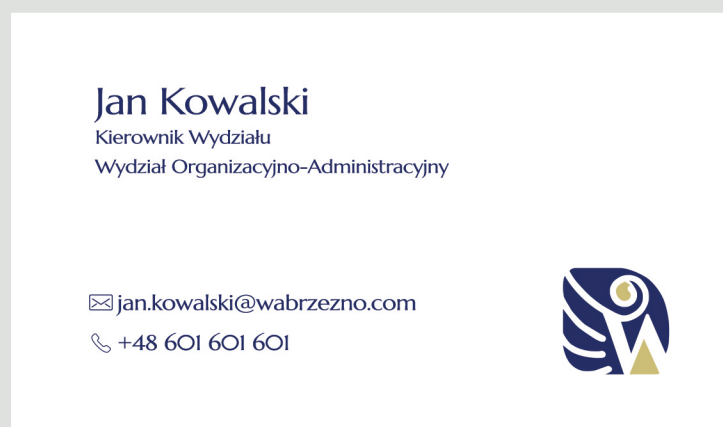 Jan Kowalski
Kierownik Wydziału
Wydział Organizacyjno-Administracyjny
jan.kowalski@wabrzezno.com
+48 601 601 601